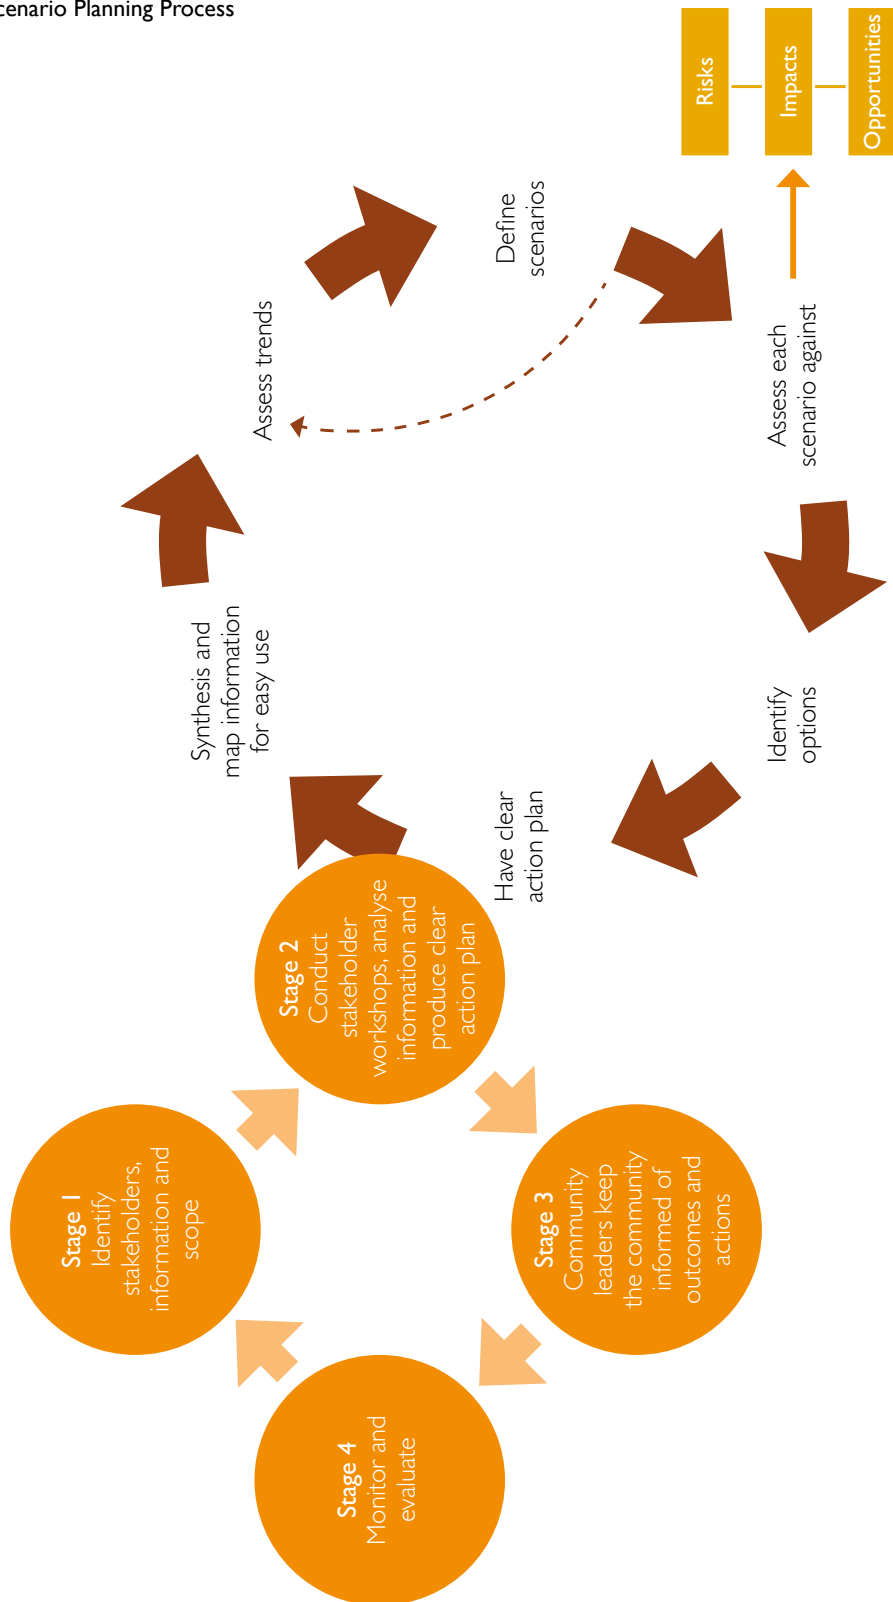 cenario Planning Process
Stage 1
Identify
stakeholders,
information and
scope
Stage 2
Conduct
stakeholder
workshops, analyse
information and
produce clear
action plan
Stage 3
Community
leaders keep
the community
informed of
outcomes and
actions
Stage 4
Monitor and
evaluate
Synthesis and
map information
for easy use
Assess trends
Define
scenarios
Assess each
scenario against
Risks
Impacts
Opportunities
Identify
options
Have clear
action plan